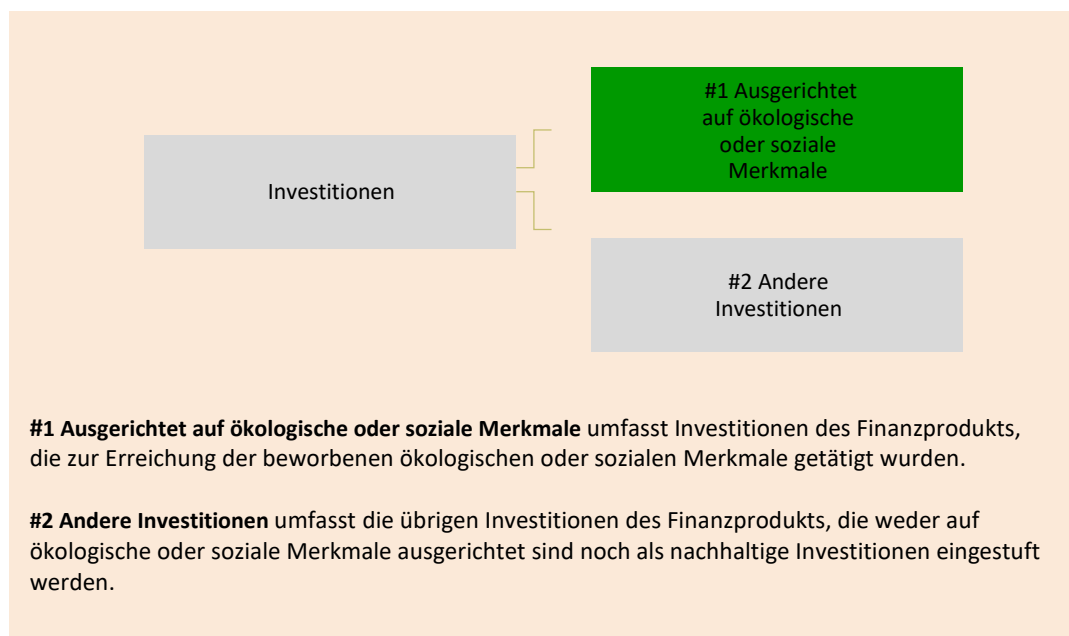 #1 Ausgerichtet
auf ökologische
oder soziale
Merkmale
Investitionen
#2 Andere
Investitionen
#1 Ausgerichtet auf ökologische oder soziale Merkmale umfasst Investitionen des Finanzprodukts,
die zur Erreichung der beworbenen ökologischen oder sozialen Merkmale getätigt wurden.
#2 Andere Investitionen umfasst die übrigen Investitionen des Finanzprodukts, die weder auf
ökologische oder soziale Merkmale ausgerichtet sind noch als nachhaltige Investitionen eingestuft
werden.